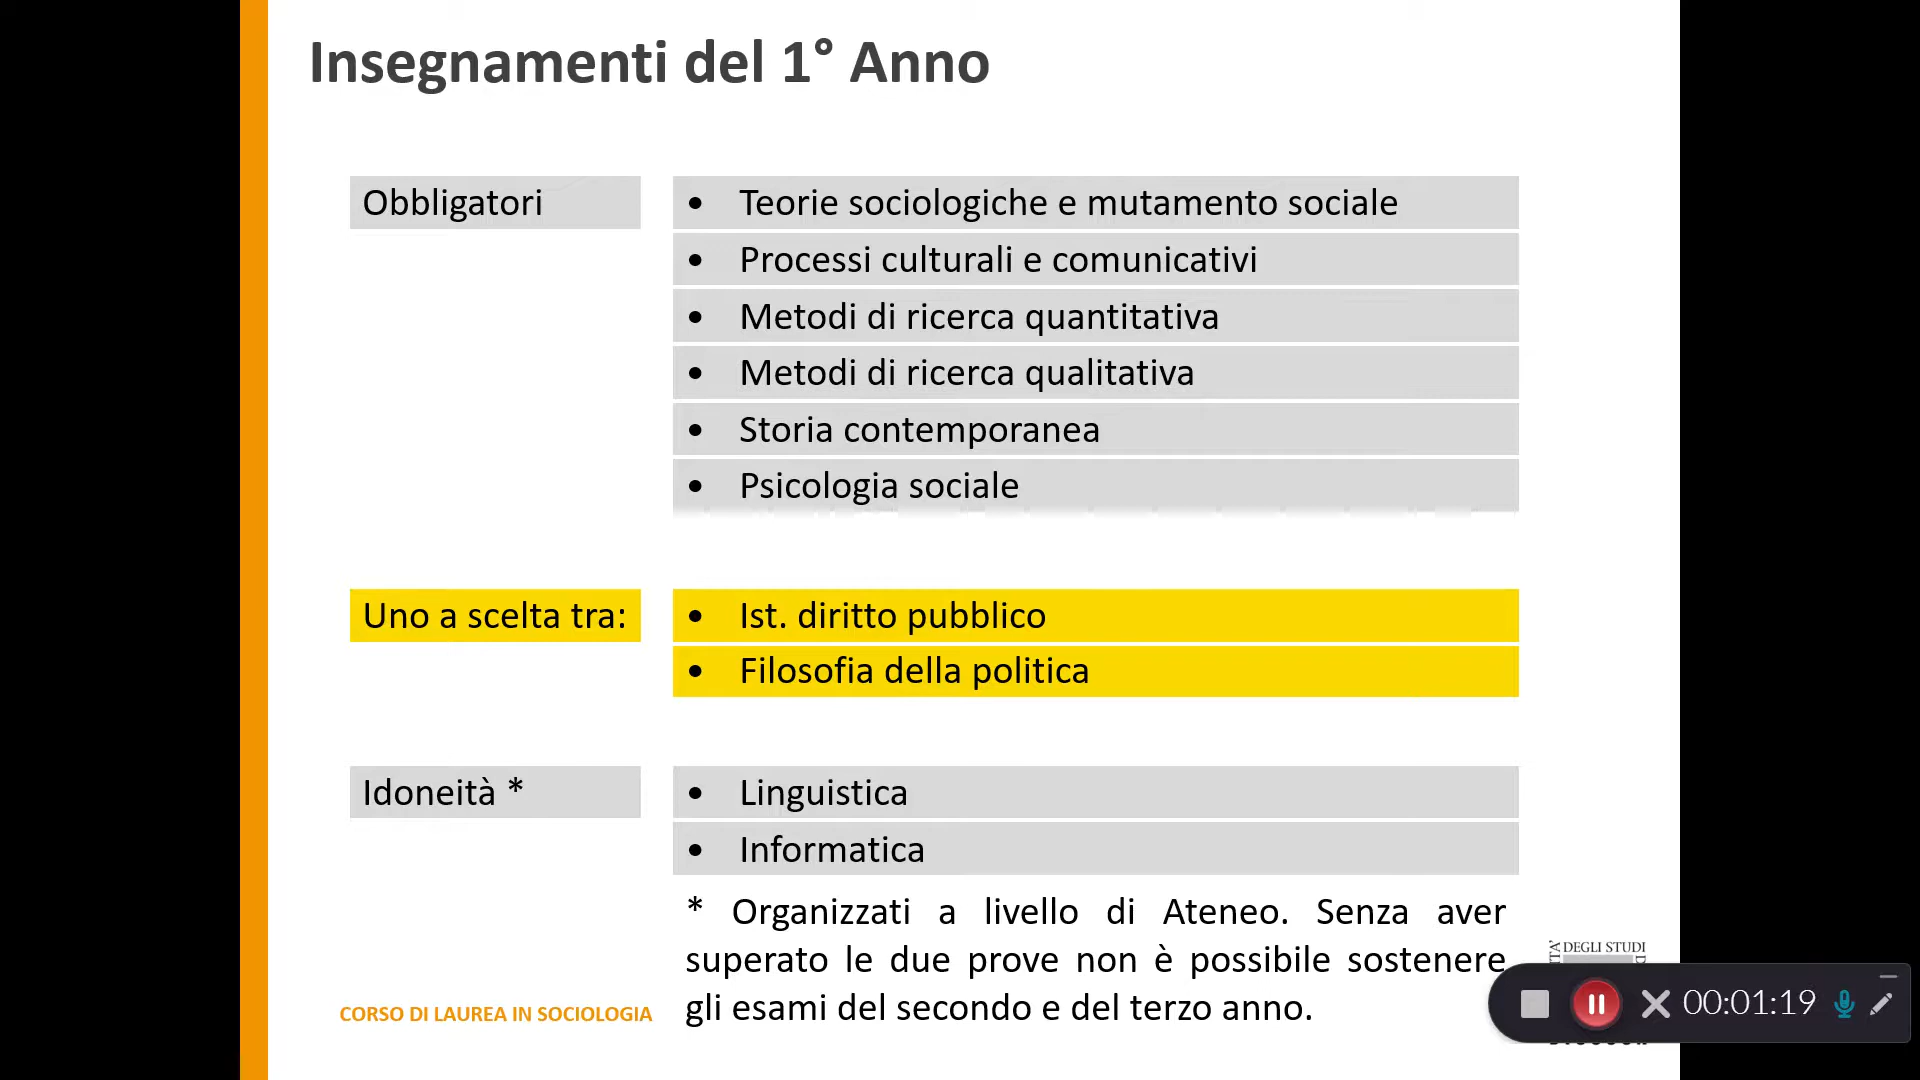 Insegnamenti del 1° Anno
Obbligatori
• Teorie sociologiche e mutamento sociale
• Processi culturali e comunicativi
• Metodi di ricerca quantitativa
• Metodi di ricerca qualitativa
• Storia contemporanea
• Psicologia sociale
Uno a scelta tra:
• Ist. diritto pubblico
• Filosofia della politica
Idoneità *
• Linguistica
• Informatica
* Organizzati a livello di Ateneo. Senza aver
superato le due prove non è possibile sostenere
gli esami del secondo e del terzo anno.
CORSO DI LAUREA IN SOCIOLOGIA
DEGLI STUDI
00:01:19